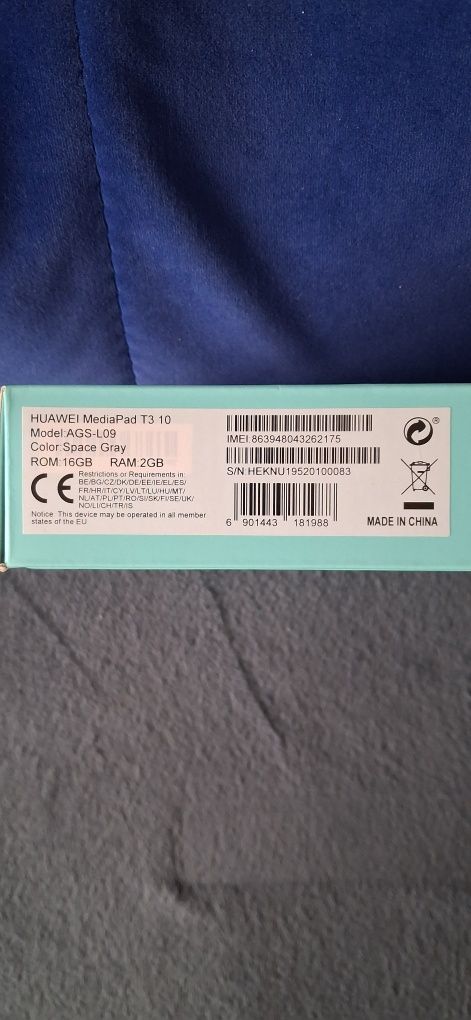 HUAWEI MediaPad T3 10
Model:AGS-L09
Color:Space Gray
ROM:16GB RAM:2GB
CE
Restrictions or Requirements in:
BE/BG/CZ/DK/DE/EE/IE/EL/ES/
FR/HR/IT/CY/LV/LT/LU/HU/MT/
NL/AT/PL/PT/RO/SI/SK/FI/SE/UK/
NO/LI/CH/TR/IS
Notice: This device may be operated in all member
states of the EU
IMEI:863948043262175
S/N:HEKNU19520100083
6 901443 181988
®
MADE IN CHINA